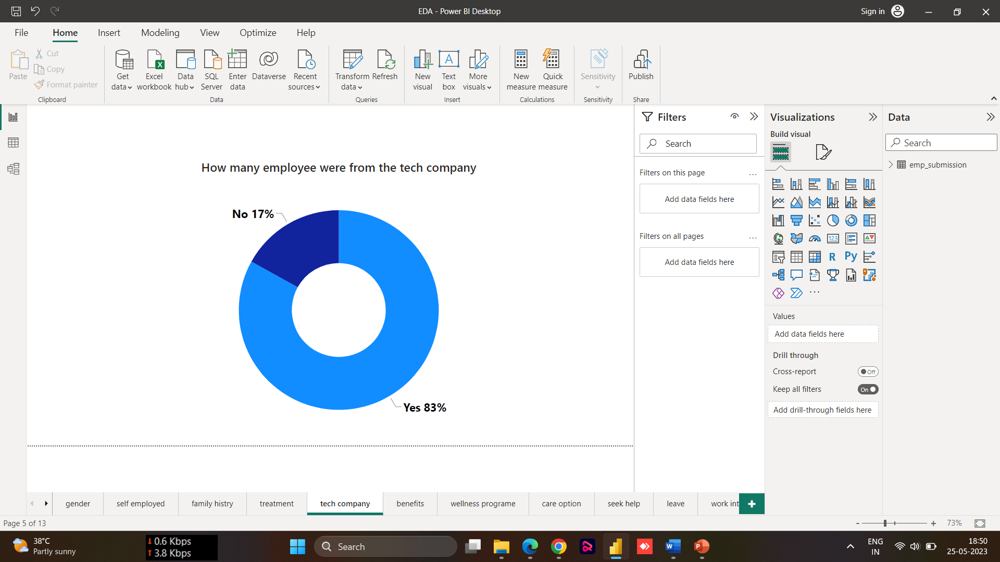 EDA - Power BI Desktop
Sign in
File Home Insert Modeling View Optimize Help
Paste
Cut
Copy
Format painter
Clipboard
Get data
Excel workbook
Data hub
SQL Server
Enter data
Dataverse
Recent sources
Data
Transform data
Refresh
Queries
New visual
Text box
More visuals
Insert
New measure
Quick measure
Calculations
Sensitivity
Sensitivity
Publish
Share
How many employee were from the tech company
No 17%
Yes 83%
Filters
Search
Filters on this page ...
Add data fields here
Filters on all pages ...
Add data fields here
Visualizations
Build visual
123
R
Py
...
Values
Add data fields here
Drill through
Cross-report Off
Keep all filters On
Add drill-through fields here
Data
Search
emp_submission
gender self employed family histry treatment tech company benefits wellness programe care option seek help leave work int +
Page 5 of 13
- + 73%
38°C
Partly sunny
0.6 Kbps
3.8 Kbps
Search
ENG
IN
18:50
25-05-2023